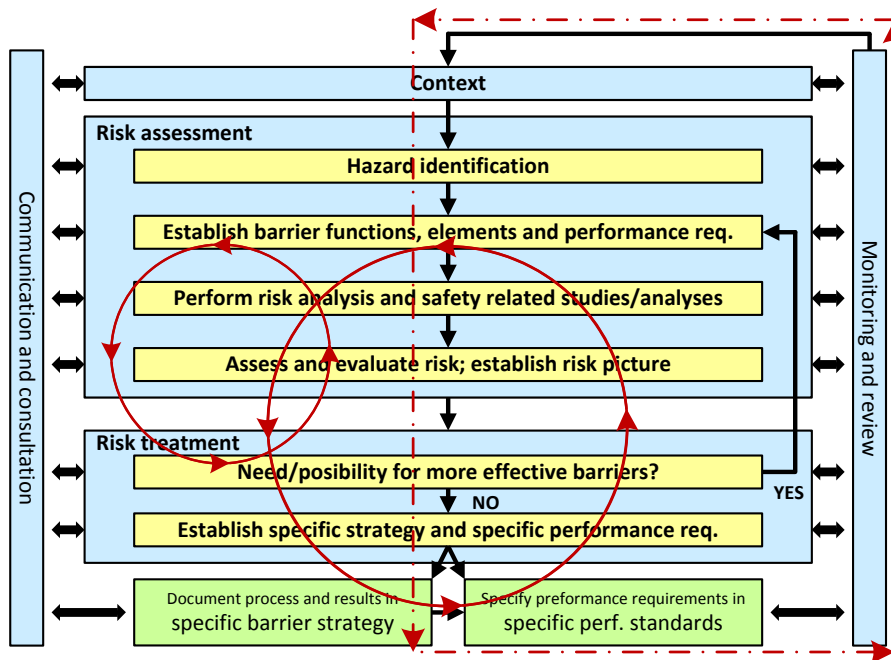 Context
Risk assessment
Hazard identification
Establish barrier functions, elements and performance req.
Perform risk analysis and safety related studies/analyses
Assess and evaluate risk; establish risk picture
Risk treatment
Need/posibility for more effective barriers?
YES
NO
Establish specific strategy and specific performance req.
Document process and results in
specific barrier strategy
Specify preformance requirements in
specific perf. standards
Communication and consultation
Monitoring and review